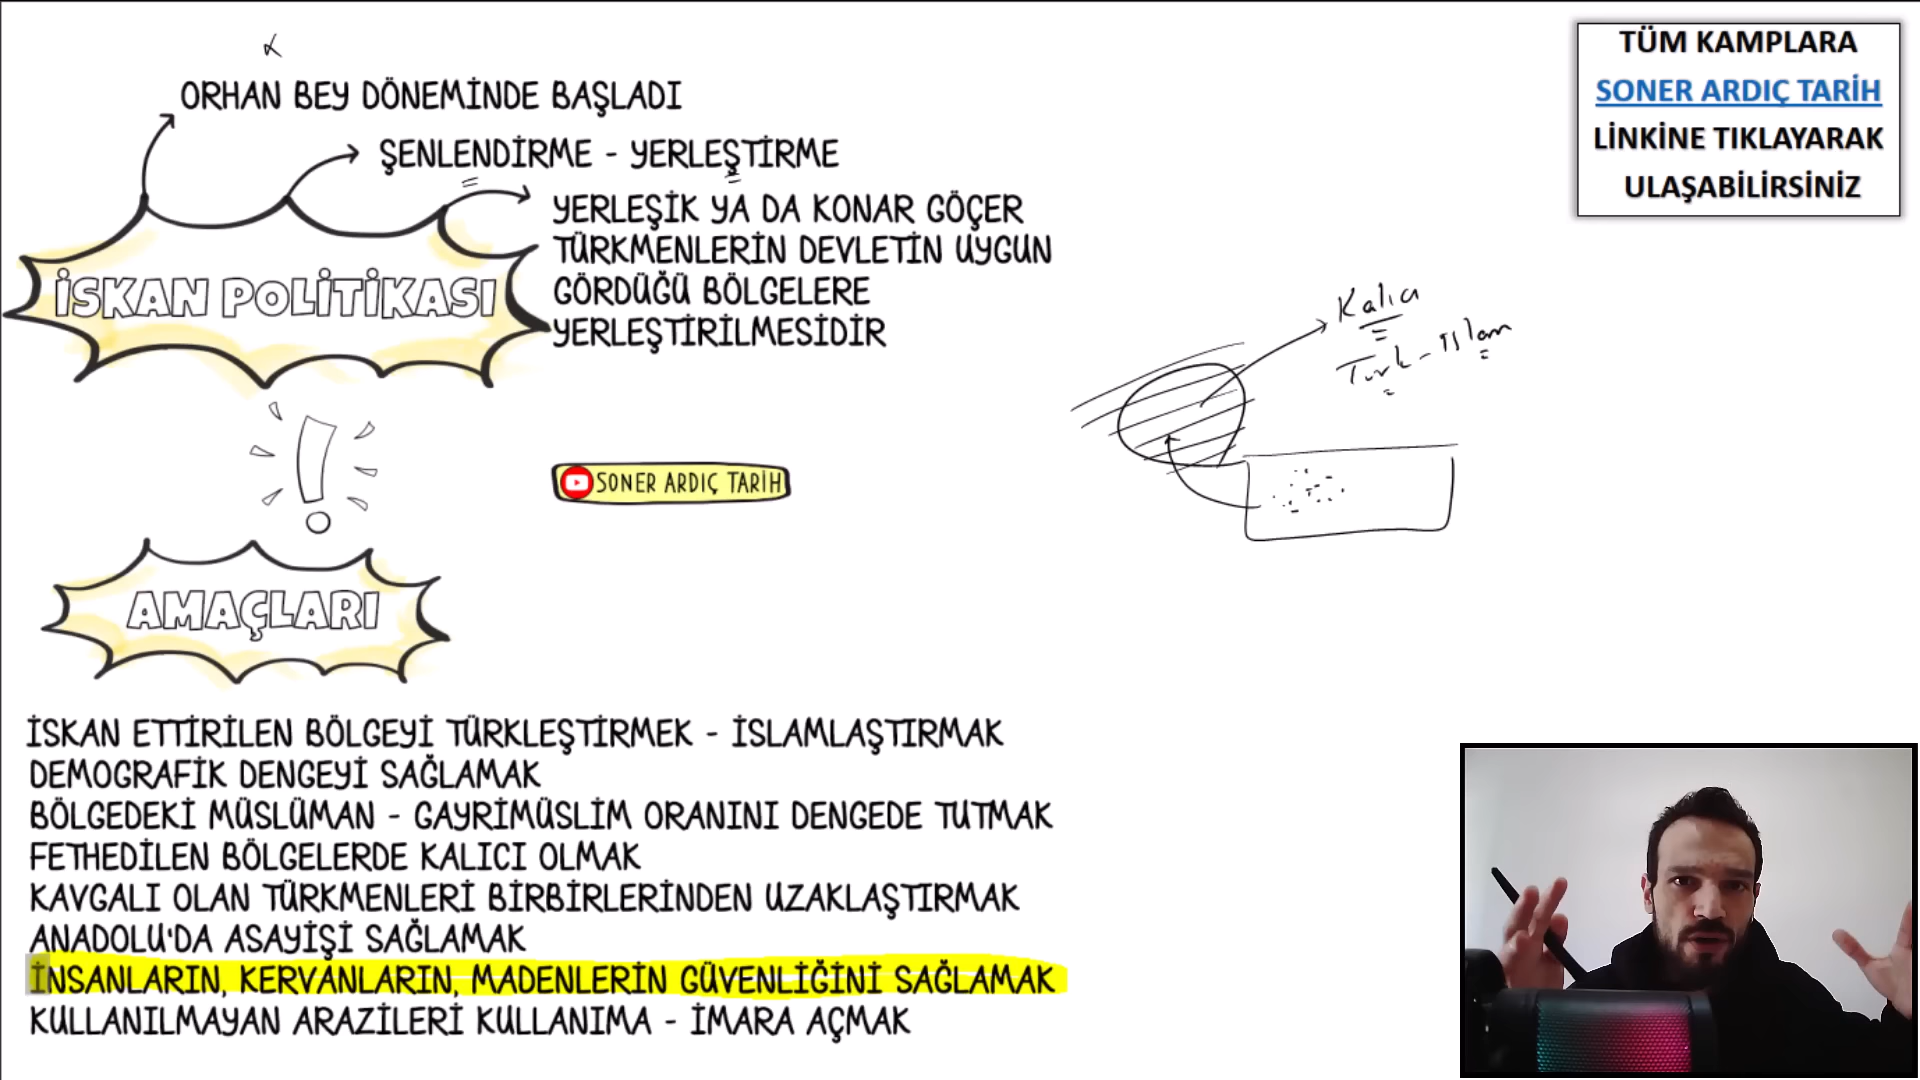 ORHAN BEY DÖNEMİNDE BAŞLADI
ŞENLENDİRME - YERLEŞTİRME
YERLEŞİK YA DA KONAR GÖÇER
TÜRKMENLERİN DEVLETİN UYGUN
GÖRDÜĞÜ BÖLGELERE
YERLEŞTİRİLMESİDİR
İSKAN POLİTİKASI
TÜM KAMPLARA
SONER ARDIÇ TARİH
LİNKİNE TIKLAYARAK
ULAŞABİLİRSİNİZ
Kalıcı
Türk - İslam
SONER ARDIÇ TARİH
AMAÇLARI
İSKAN ETTİRİLEN BÖLGEYİ TÜRKLEŞTİRMEK - İSLAMLAŞTIRMAK
DEMOGRAFİK DENGEYİ SAĞLAMAK
BÖLGEDEKİ MÜSLÜMAN - GAYRİMÜSLİM ORANINI DENGEDE TUTMAK
FETHEDİLEN BÖLGELERDE KALICI OLMAK
KAVGALI OLAN TÜRKMENLERİ BİRBİRLERİNDEN UZAKLAŞTIRMAK
ANADOLU'DA ASAYİŞİ SAĞLAMAK
İNSANLARIN, KERVANLARIN, MADENLERİN GÜVENLİĞİNİ SAĞLAMAK
KULLANILMAYAN ARAZİLERİ KULLANIMA - İMARA AÇMAK